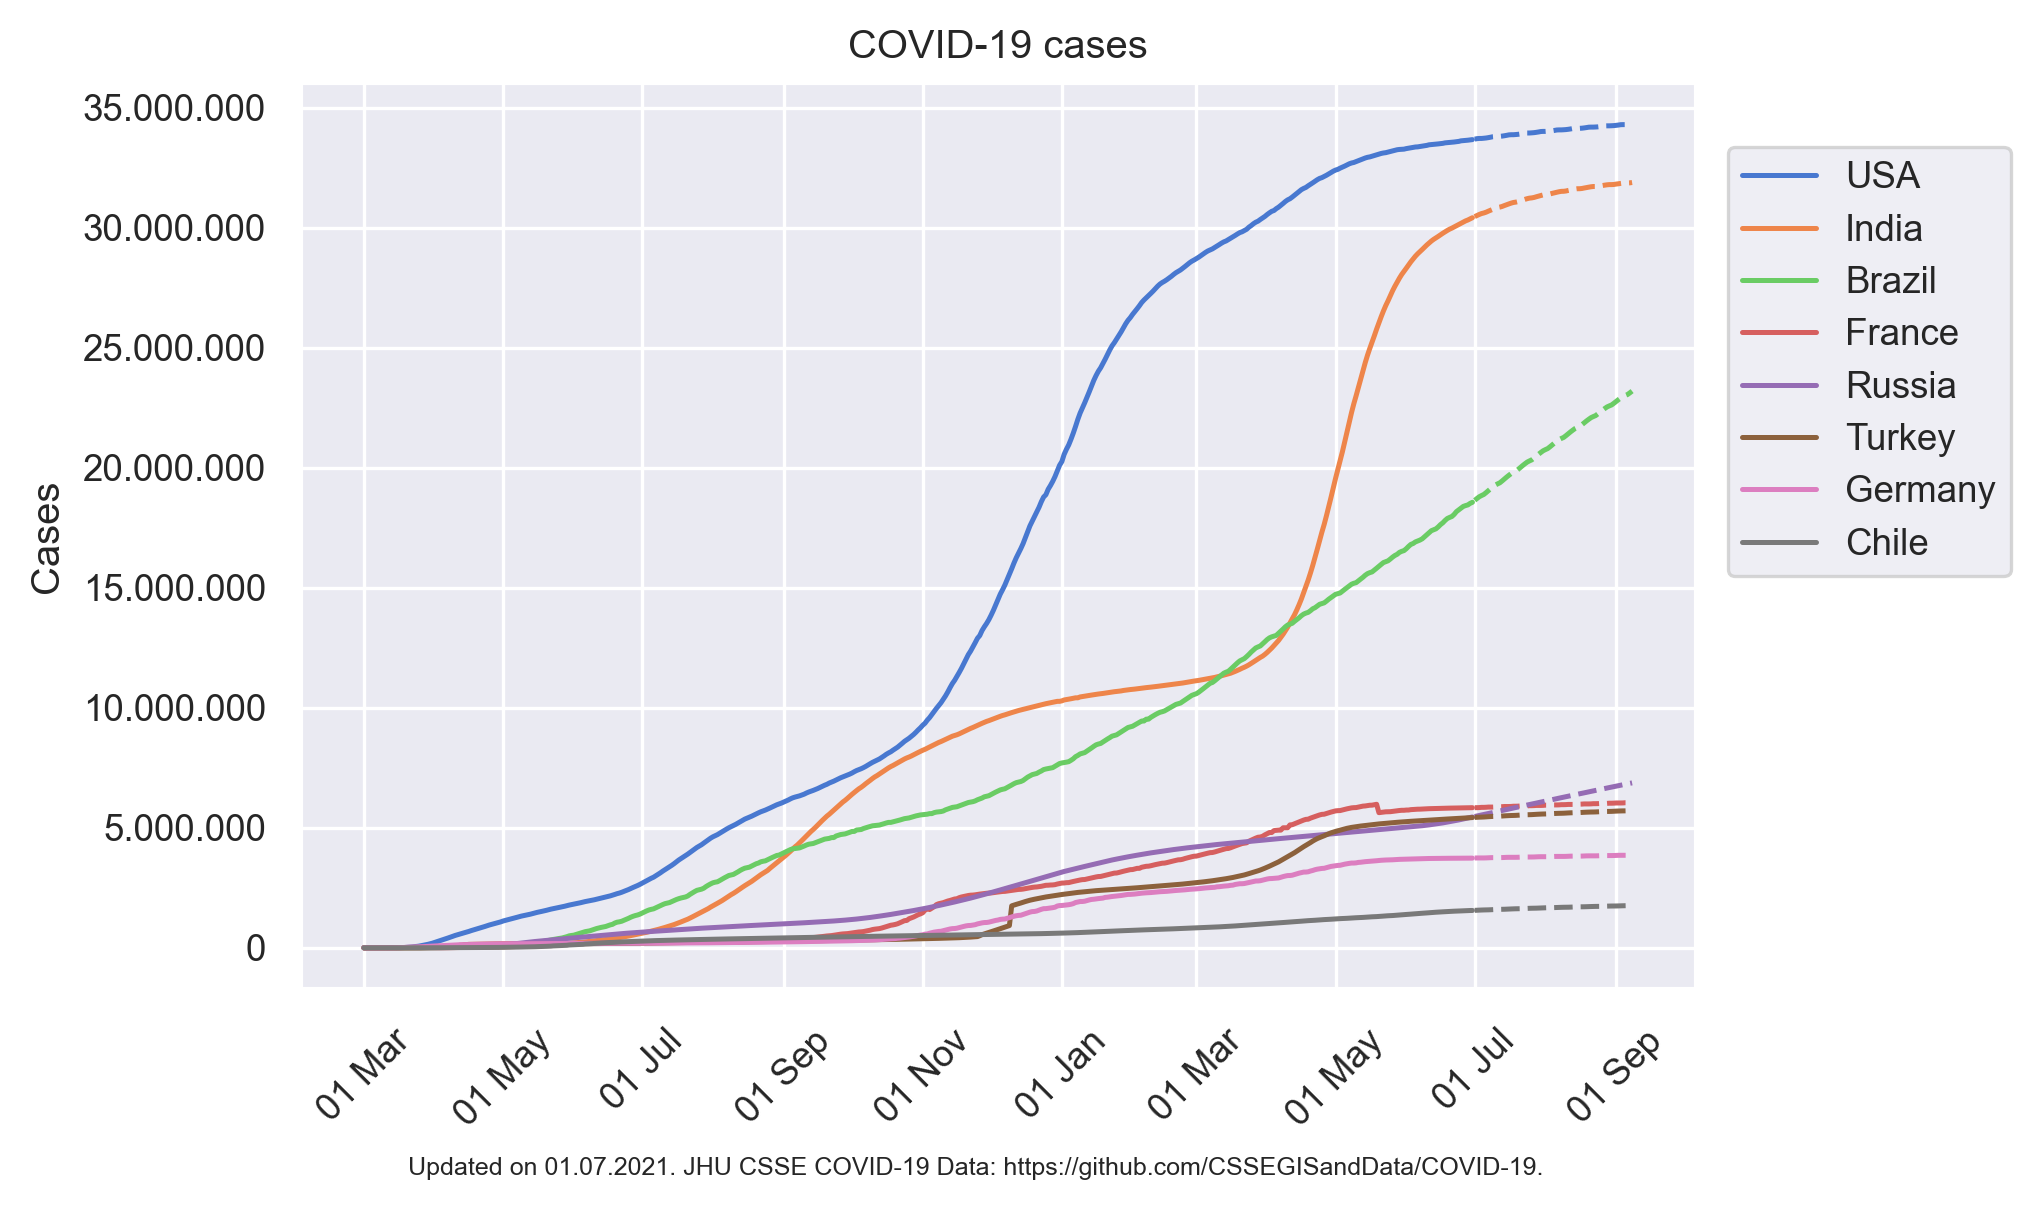 COVID-19 cases
35.000.000
30.000.000
25.000.000
20.000.000
15.000.000
10.000.000
5.000.000
0
Cases
USA
India
Brazil
France
Russia
Turkey
Germany
Chile
01 Mar
01 May
01 Jul
01 Sep
01 Nov
01 Jan
01 Mar
01 May
01 Jul
01 Sep
Updated on 01.07.2021. JHU CSSE COVID-19 Data: https://github.com/CSSEGISandData/COVID-19.